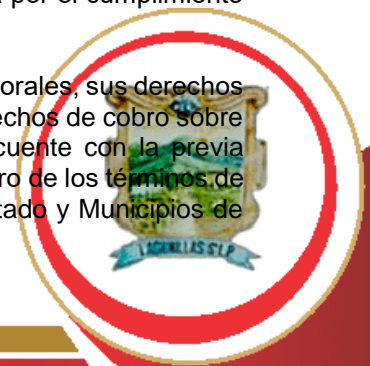 por el cumplimiento
orales, sus derechos
echos de cobro sobre
cuente con la previa
ro de los términos de
tado y Municipios de
LAGUNILLAS S.L.P.